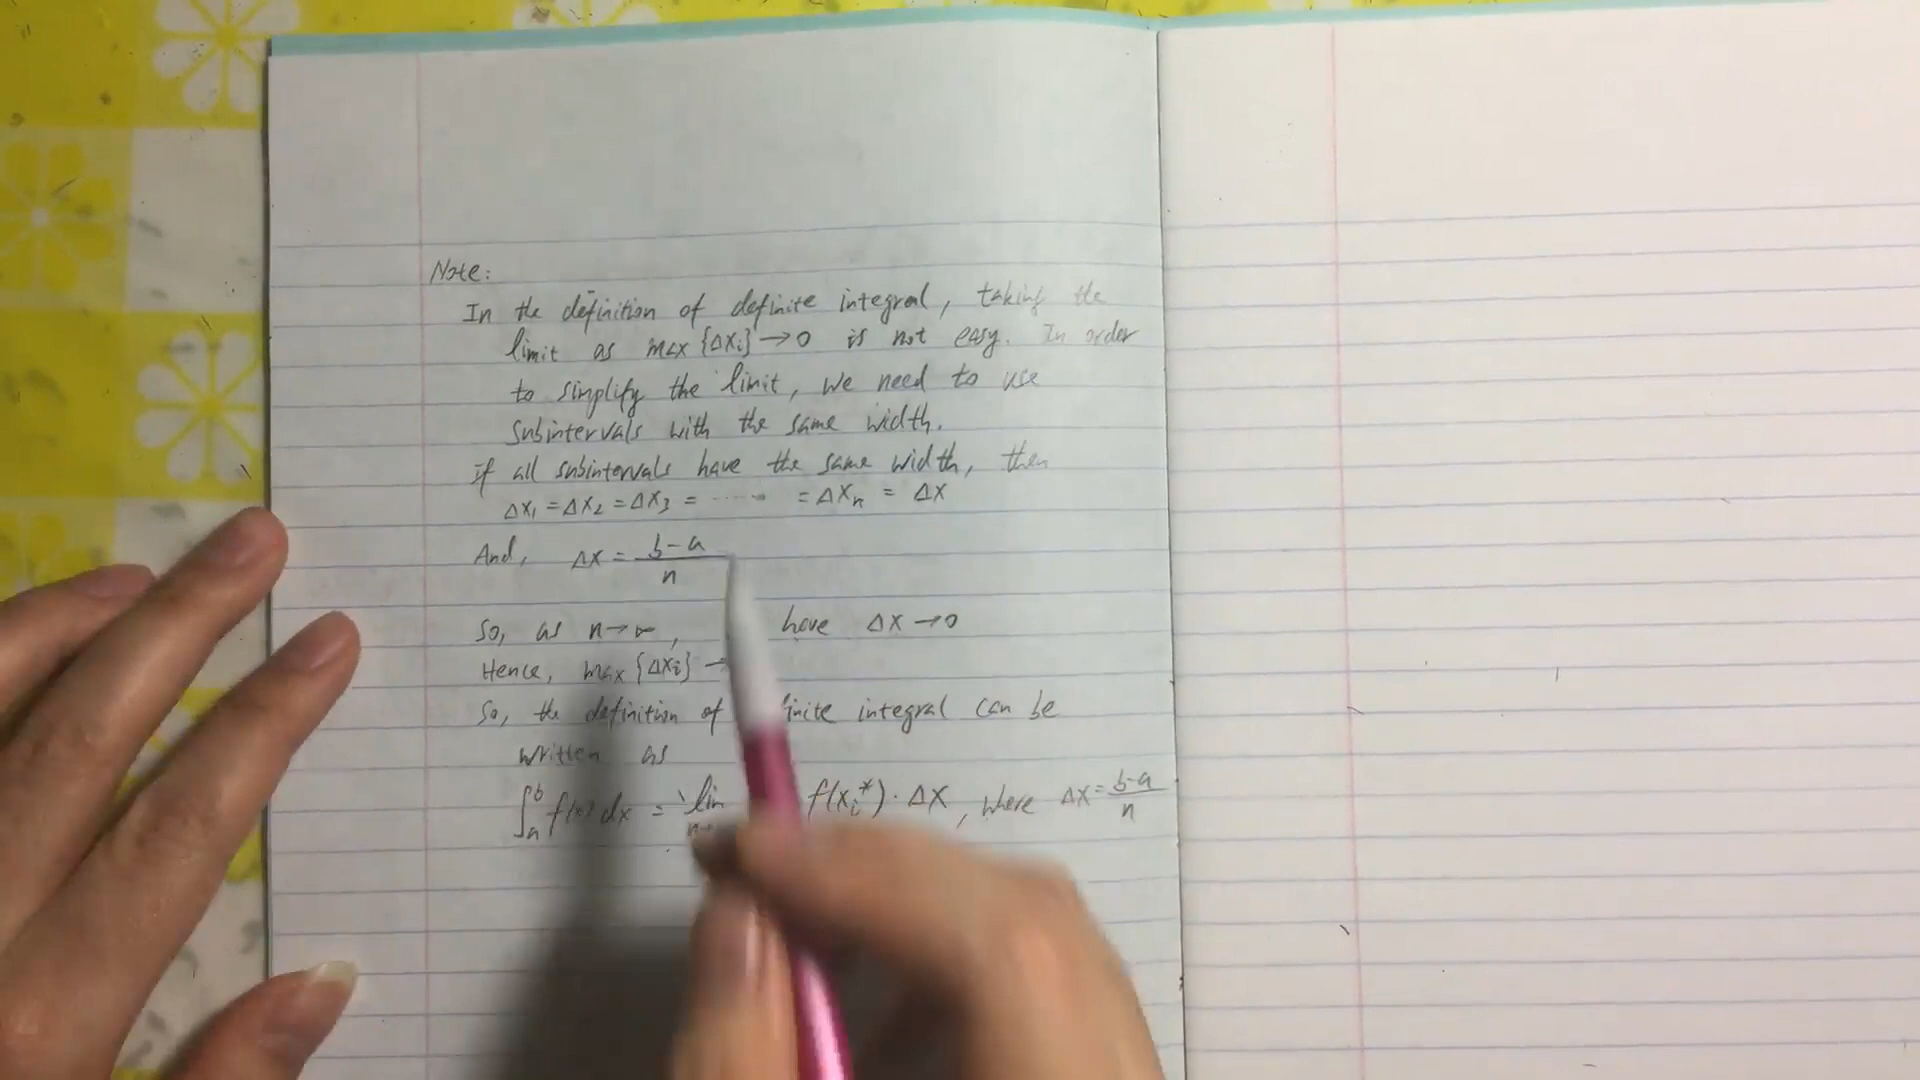 Note:
In the definition of definite integral, taking the
limit as max {Δxi} → 0 is not easy. In order
to simplify the limit, we need to use
subintervals with the same width.
If all subintervals have the same width, then
Δx₁ = Δx₂ = Δx₃ = ...... = Δxₙ = Δx
And, Δx = (b-a)/n
So, as n → ∞, have Δx → 0
Hence, max {Δxi} →
So, the definition of integral can be
written as
∫ₐᵇ f(x) dx = lim f(xi*) · Δx, where Δx = (b-a)/n